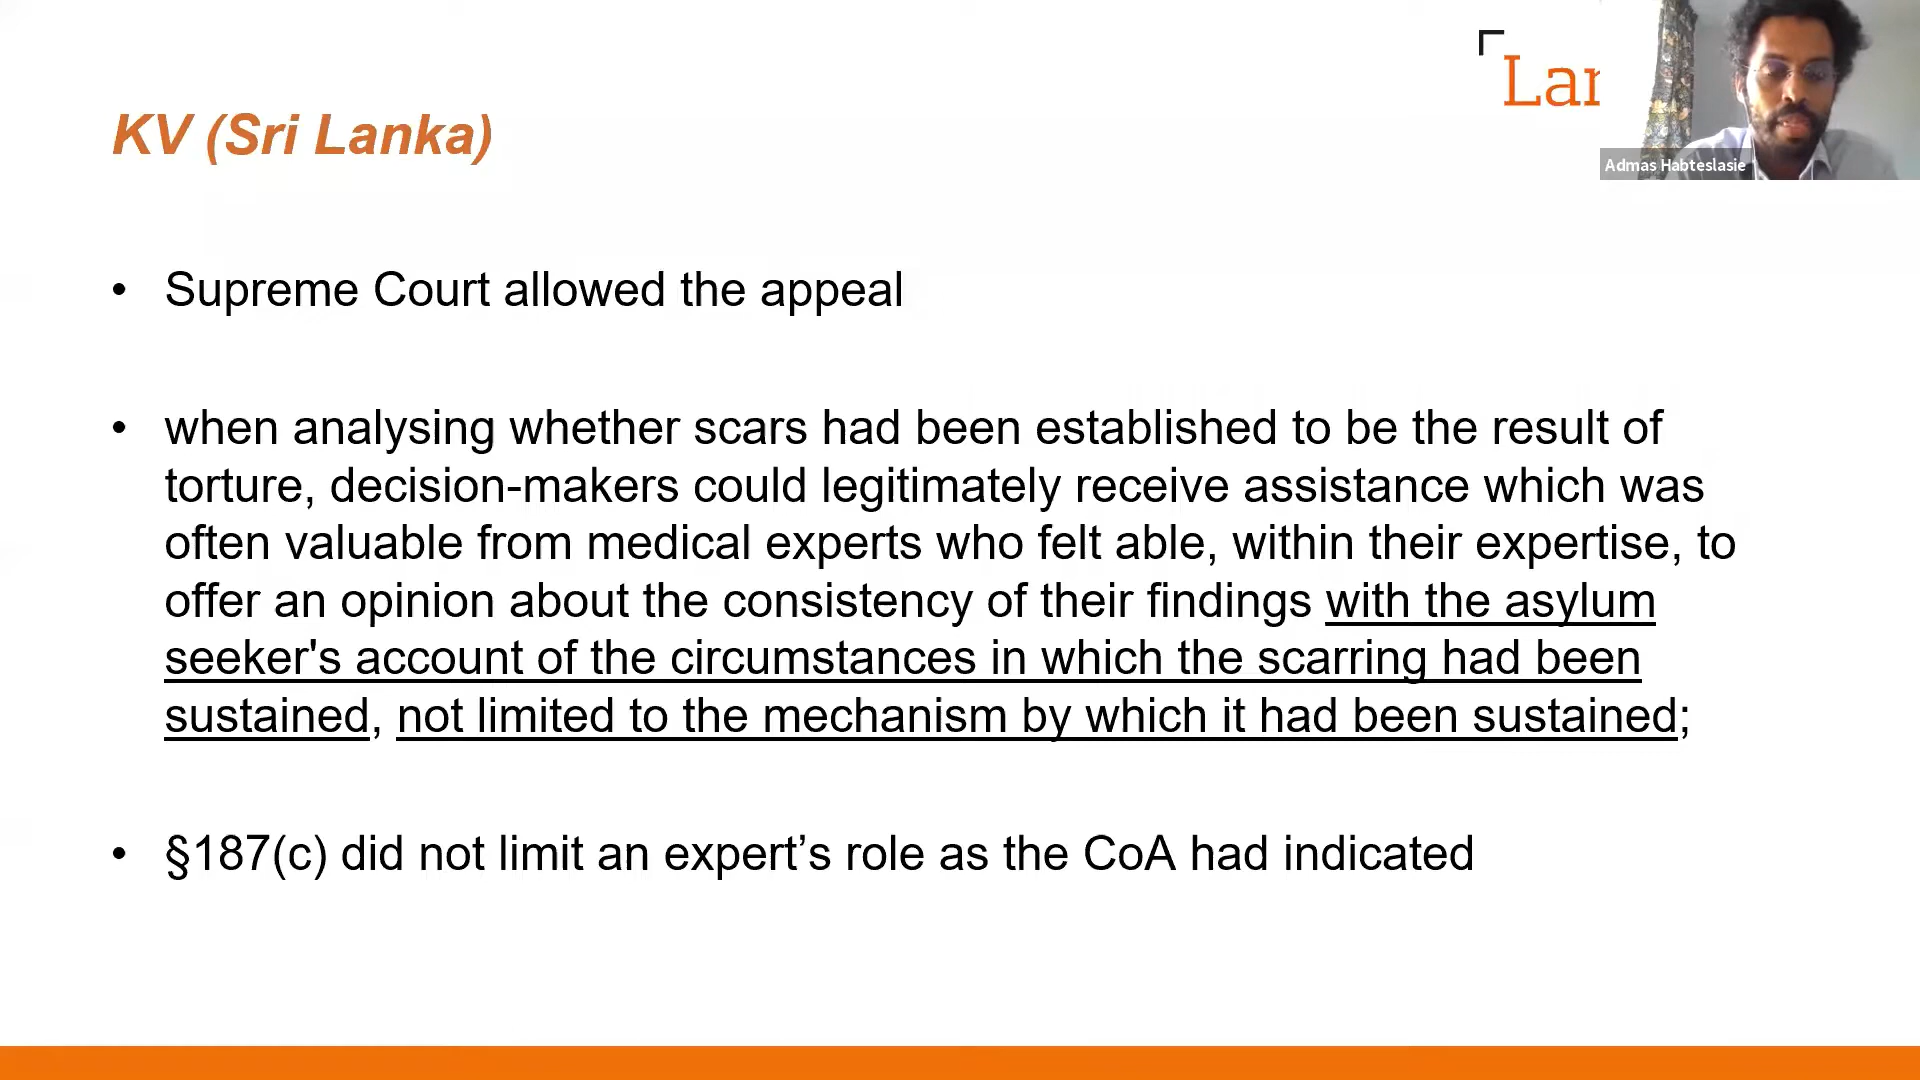 Lan
Admas Habteslasie
KV (Sri Lanka)
• Supreme Court allowed the appeal
• when analysing whether scars had been established to be the result of
torture, decision-makers could legitimately receive assistance which was
often valuable from medical experts who felt able, within their expertise, to
offer an opinion about the consistency of their findings with the asylum
seeker's account of the circumstances in which the scarring had been
sustained, not limited to the mechanism by which it had been sustained;
• §187(c) did not limit an expert’s role as the CoA had indicated